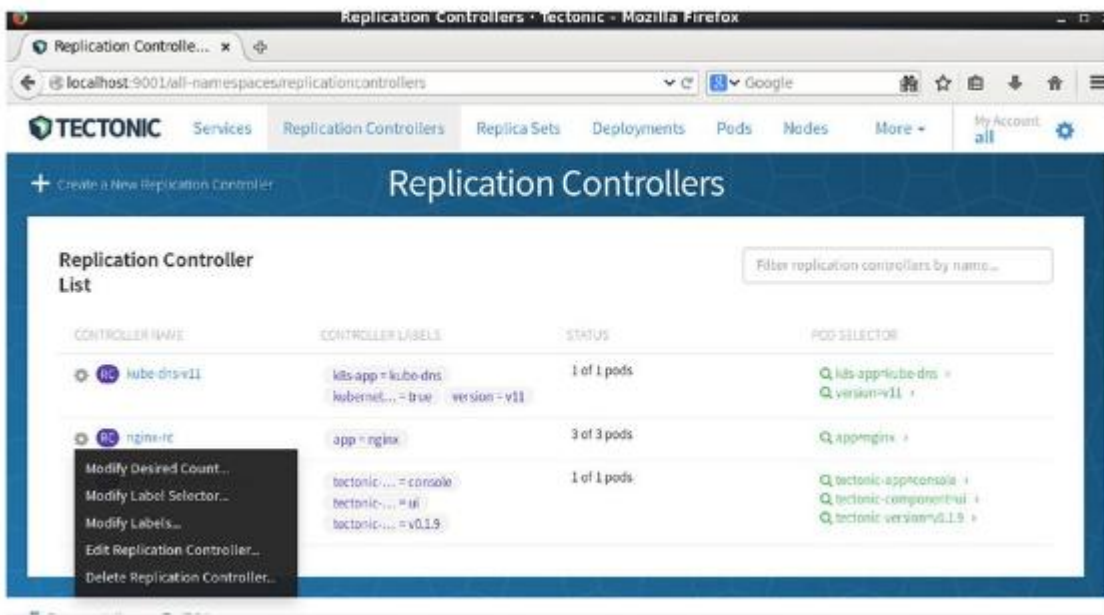 Replication Controllers · Tectonic - Mozilla Firefox
Replication Controlle... ×
localhost:9001/all-namespaces/replicationcontrollers Google
TECTONIC Services Replication Controllers Replica Sets Deployments Pods Nodes More My Account all
Create a New Replication Controller Replication Controllers
Replication Controller List
Filter replication controllers by name...
CONTROLLER NAME CONTROLLER LABELS STATUS POD SELECTOR
RC kube-dns-v11 k8s-app = kube-dns 1 of 1 pods k8s-app=kube-dns
kubernet... = true version = v11 version=v11
RC nginx-rc app = nginx 3 of 3 pods app=nginx
Modify Desired Count...
Modify Label Selector...
Modify Labels...
Edit Replication Controller...
Delete Replication Controller...
tectonic-... = console 1 of 1 pods tectonic-app=console
tectonic-... = ui tectonic-component=ui
tectonic-... = v0.1.9 tectonic-version=v0.1.9